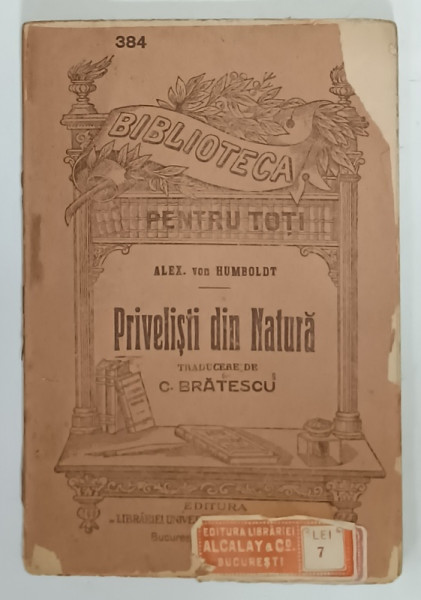 384
BIBLIOTECA
PENTRU TOȚI
ALEX. von HUMBOLDT
Priveliști din Natură
TRADUCERE DE
C. BRĂTESCU
EDITURA
LIBRĂRIEI
EDITURA LIBRĂRIEI
ALCALAY & Co.
BUCUREȘTI
LEI
7